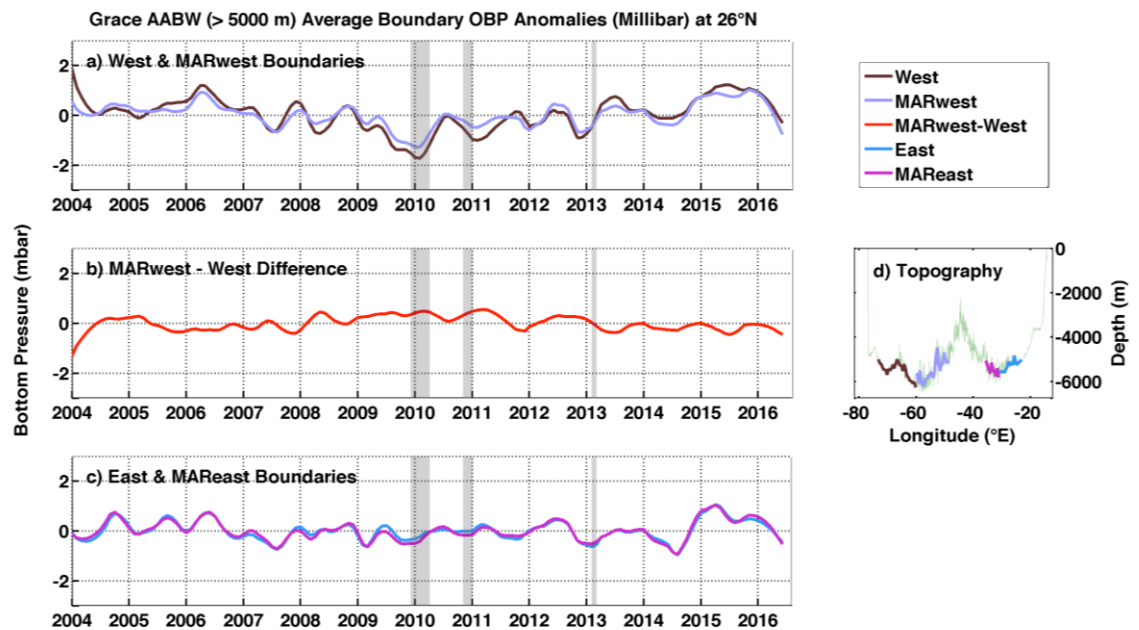 Grace AABW (> 5000 m) Average Boundary OBP Anomalies (Millibar) at 26°N
a) West & MARwest Boundaries
2
0
-2
2004 2005 2006 2007 2008 2009 2010 2011 2012 2013 2014 2015 2016
West
MARwest
MARwest-West
East
MAReast
Bottom Pressure (mbar)
b) MARwest - West Difference
2
0
-2
2004 2005 2006 2007 2008 2009 2010 2011 2012 2013 2014 2015 2016
d) Topography
0
-2000
-4000
-6000
Depth (m)
-80 -60 -40 -20
Longitude (°E)
c) East & MAReast Boundaries
2
0
-2
2004 2005 2006 2007 2008 2009 2010 2011 2012 2013 2014 2015 2016